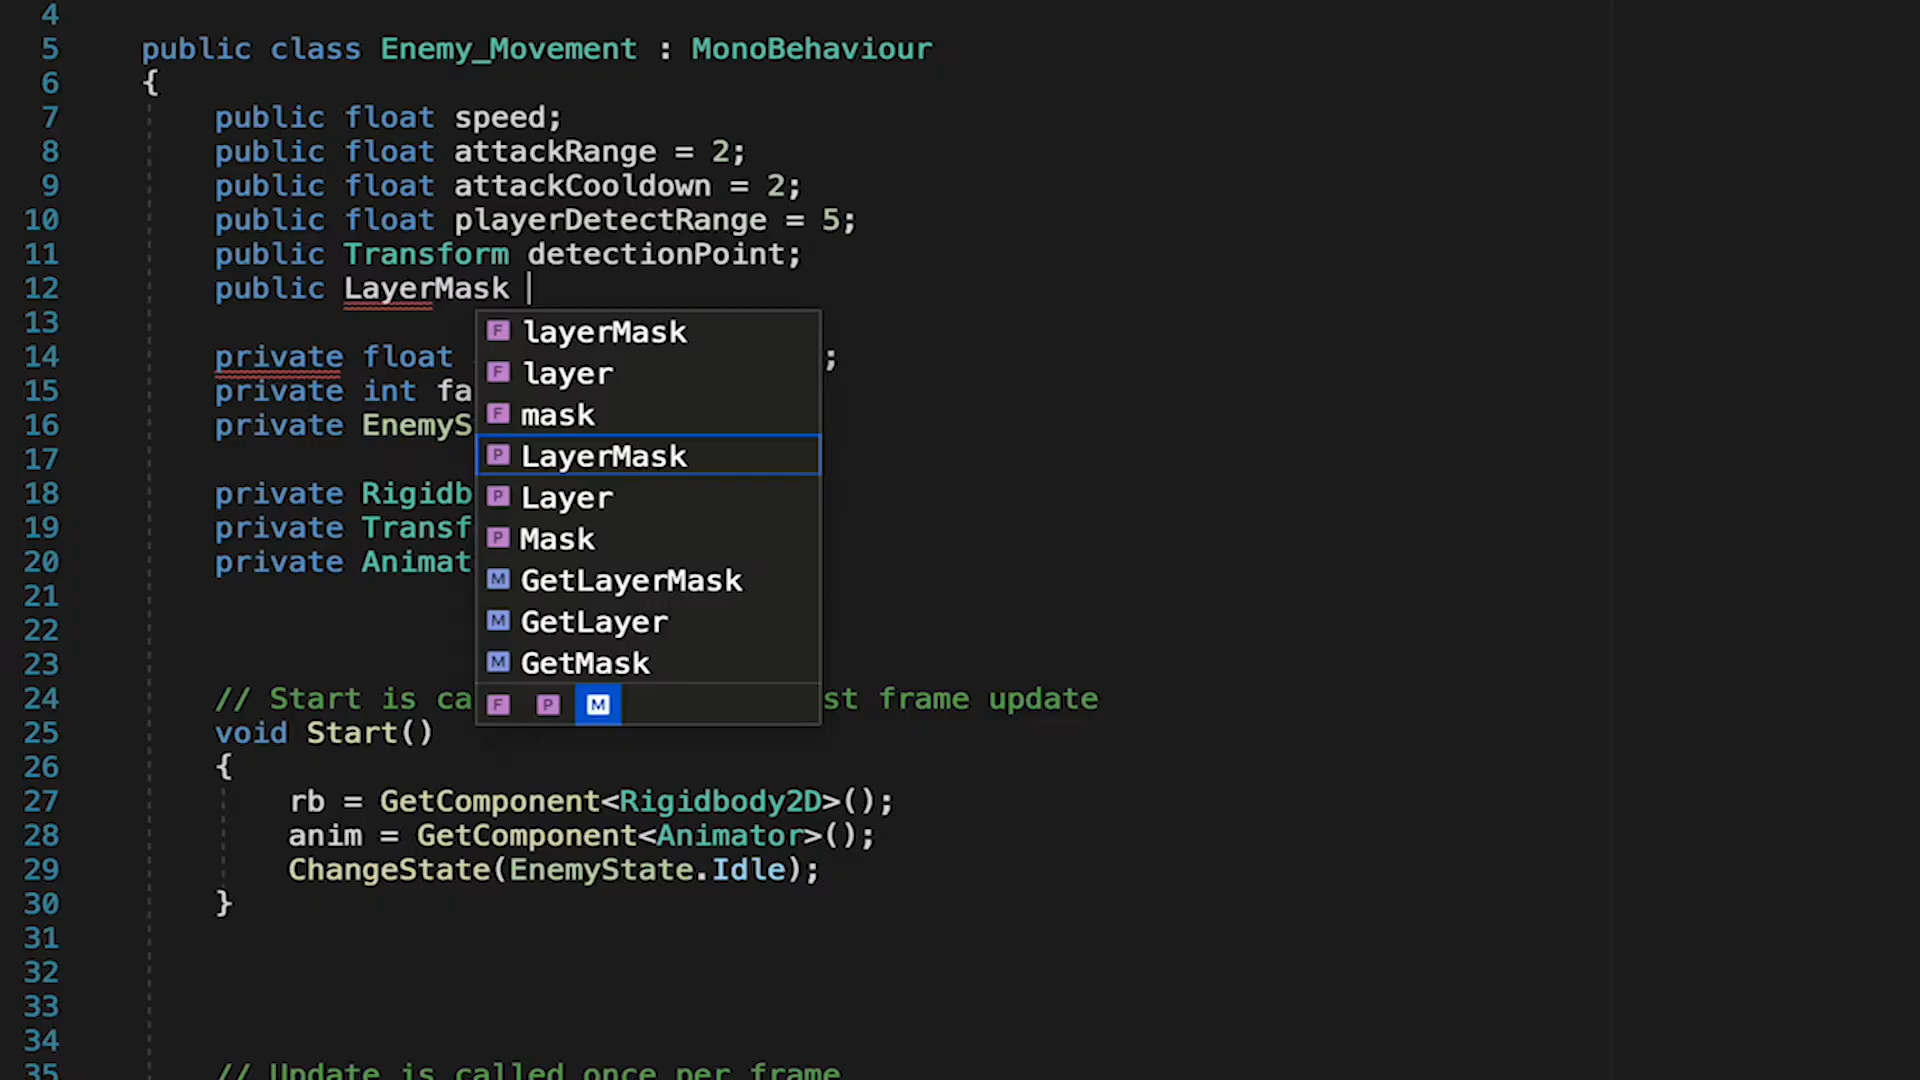 4
5 public class Enemy_Movement : MonoBehaviour
6 {
7 public float speed;
8 public float attackRange = 2;
9 public float attackCooldown = 2;
10 public float playerDetectRange = 5;
11 public Transform detectionPoint;
12 public LayerMask
13
14 private float ;
15 private int fa
16 private EnemyS
17
18 private Rigidb
19 private Transf
20 private Animat
21
22
23
24 // Start is ca st frame update
25 void Start()
26 {
27 rb = GetComponent<Rigidbody2D>();
28 anim = GetComponent<Animator>();
29 ChangeState(EnemyState.Idle);
30 }
31
32
33
34
35 // Update is called once per frame
F layerMask
F layer
F mask
P LayerMask
P Layer
P Mask
M GetLayerMask
M GetLayer
M GetMask
F P M